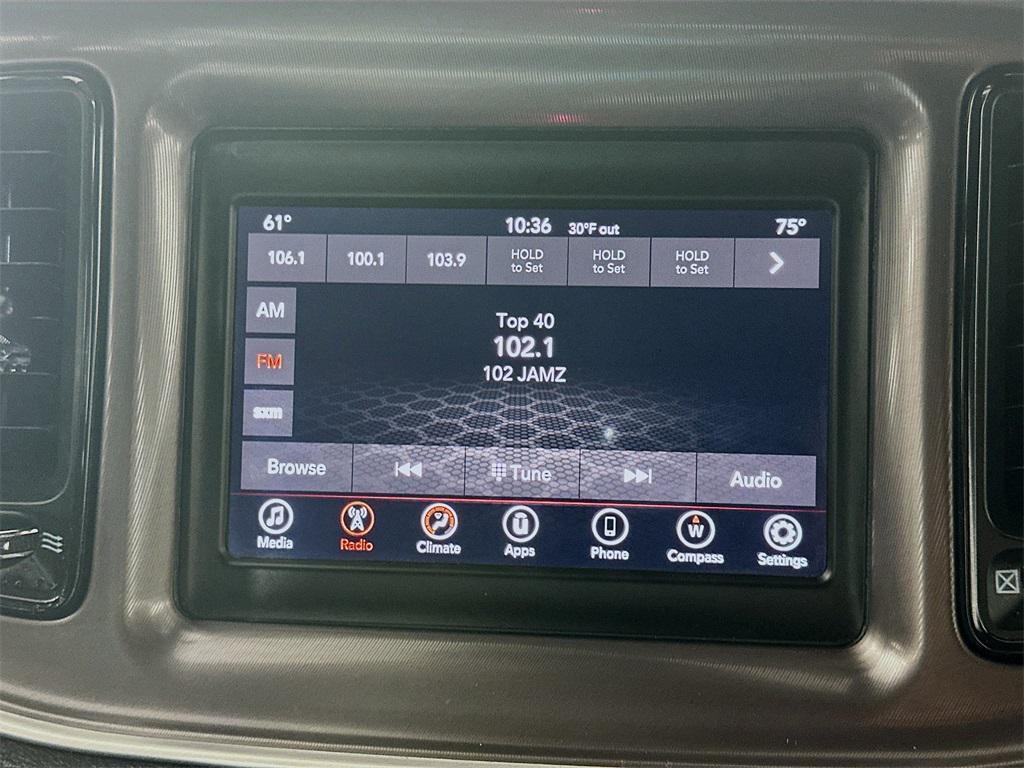 61° 10:36 30°F out 75°
106.1 100.1 103.9 HOLD to Set HOLD to Set HOLD to Set
AM
Top 40
102.1
FM
102 JAMZ
sxm
Browse Tune Audio
Media Radio Climate Apps Phone Compass Settings
W